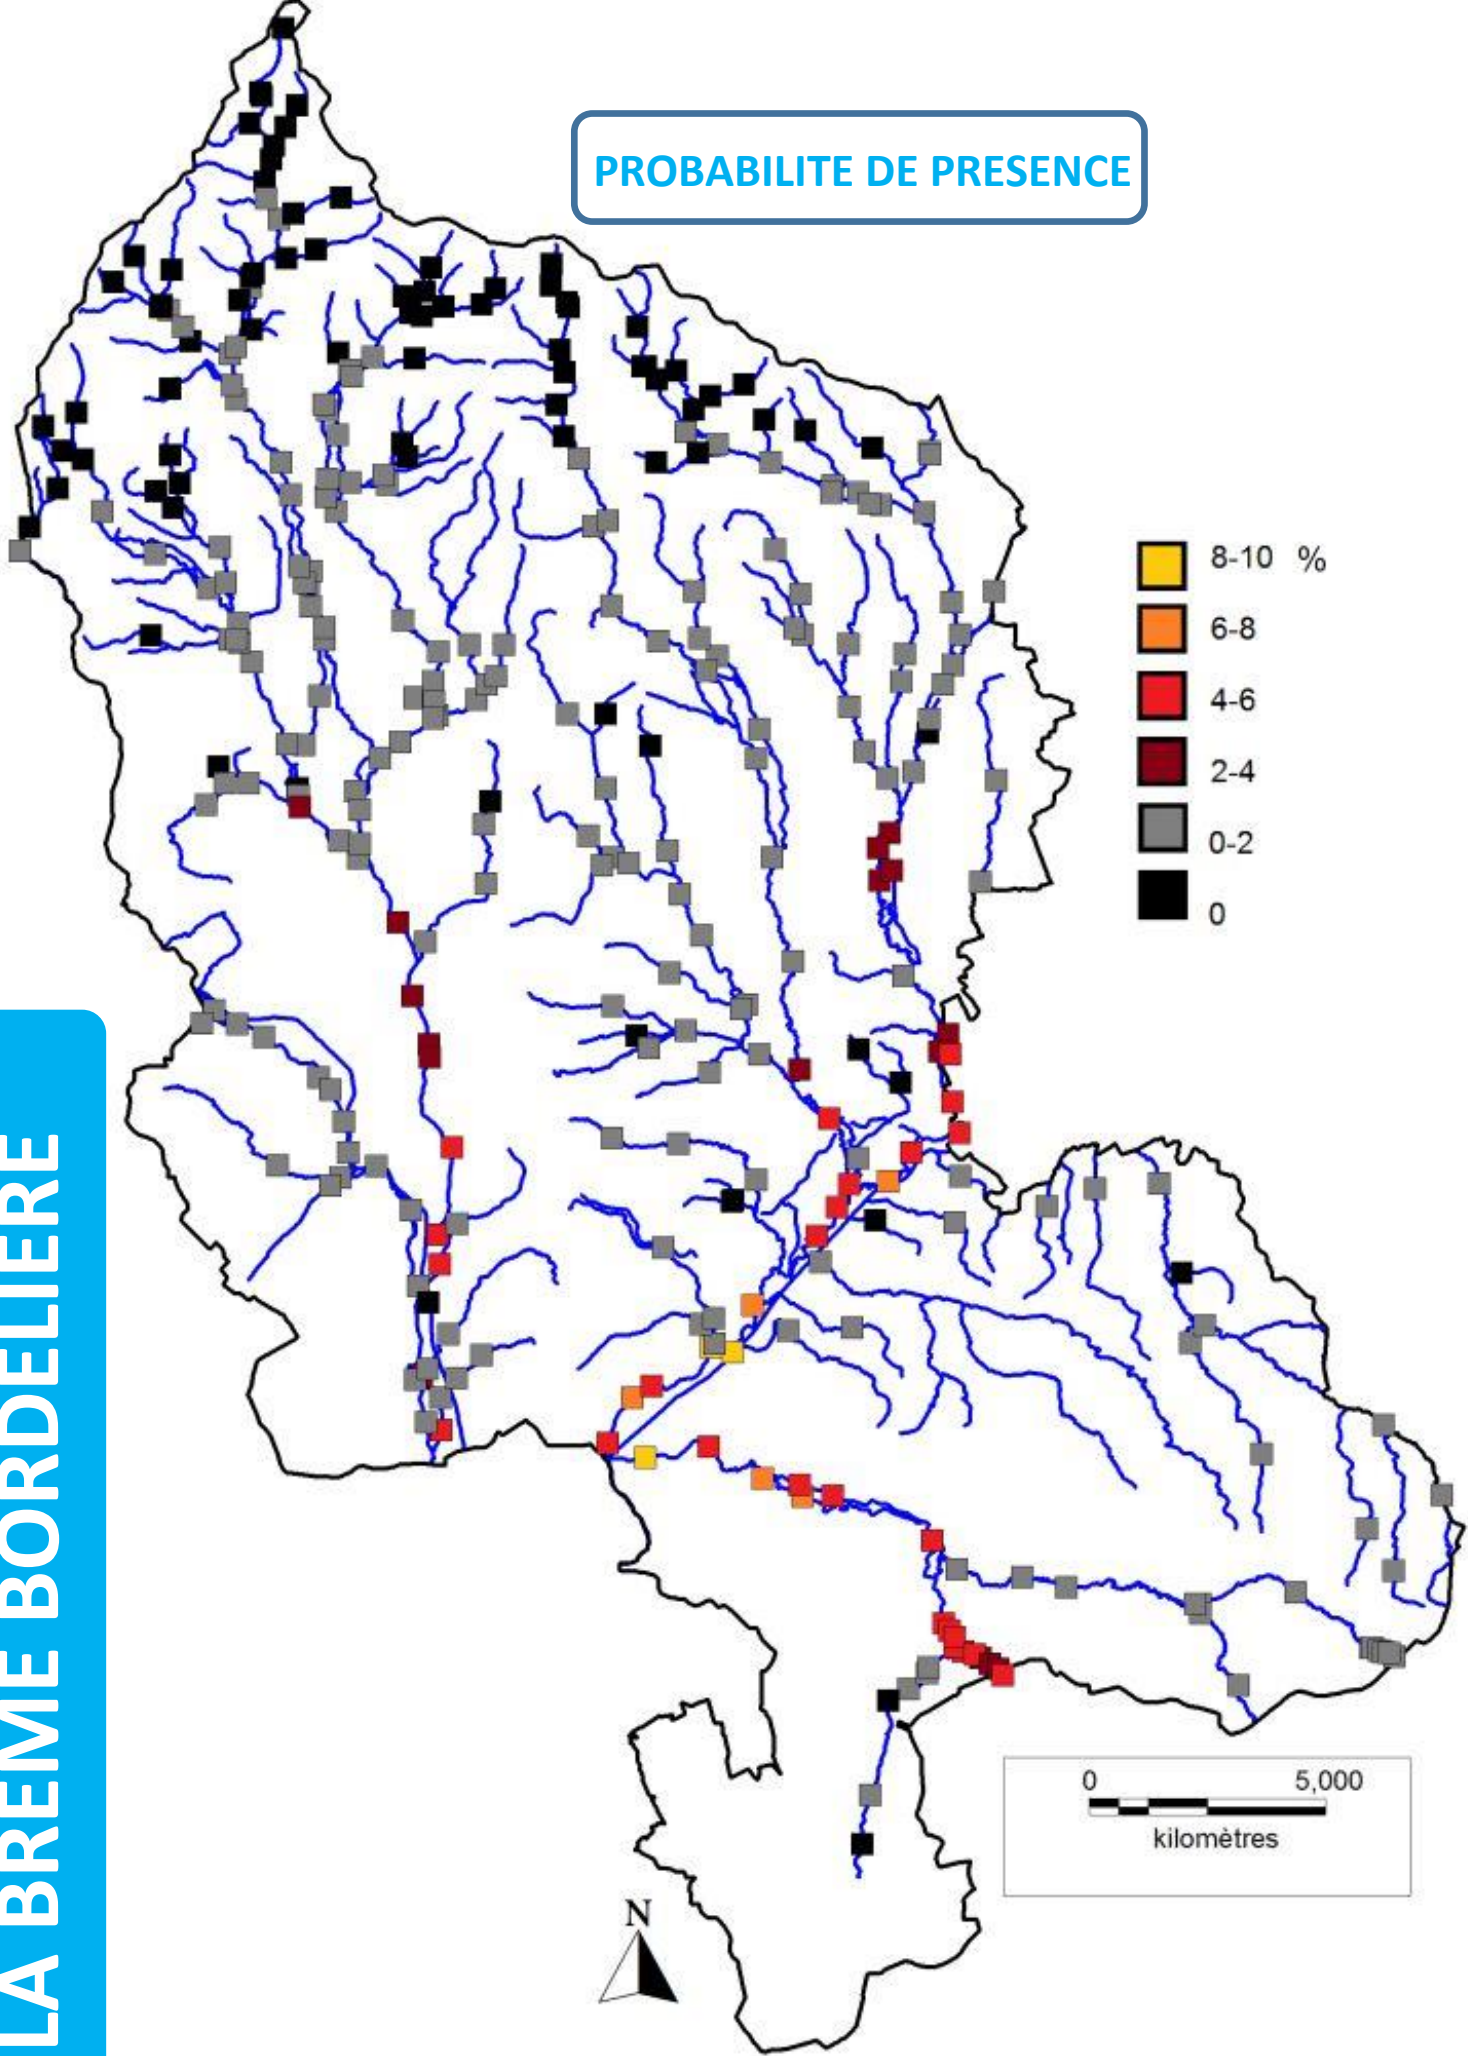 PROBABILITE DE PRESENCE
8-10 %
6-8
4-6
2-4
0-2
0
LA BREMIE BORDELIERE
0 5,000
kilomètres
N